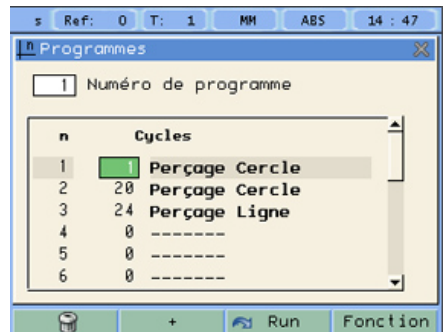 s Ref: 0 T: 1 MM ABS 14 : 47
n Programmes
1 Numéro de programme
n Cycles
1 1 Perçage Cercle
2 20 Perçage Cercle
3 24 Perçage Ligne
4 0 -------
5 0 -------
6 0 -------
+ Run Fonction